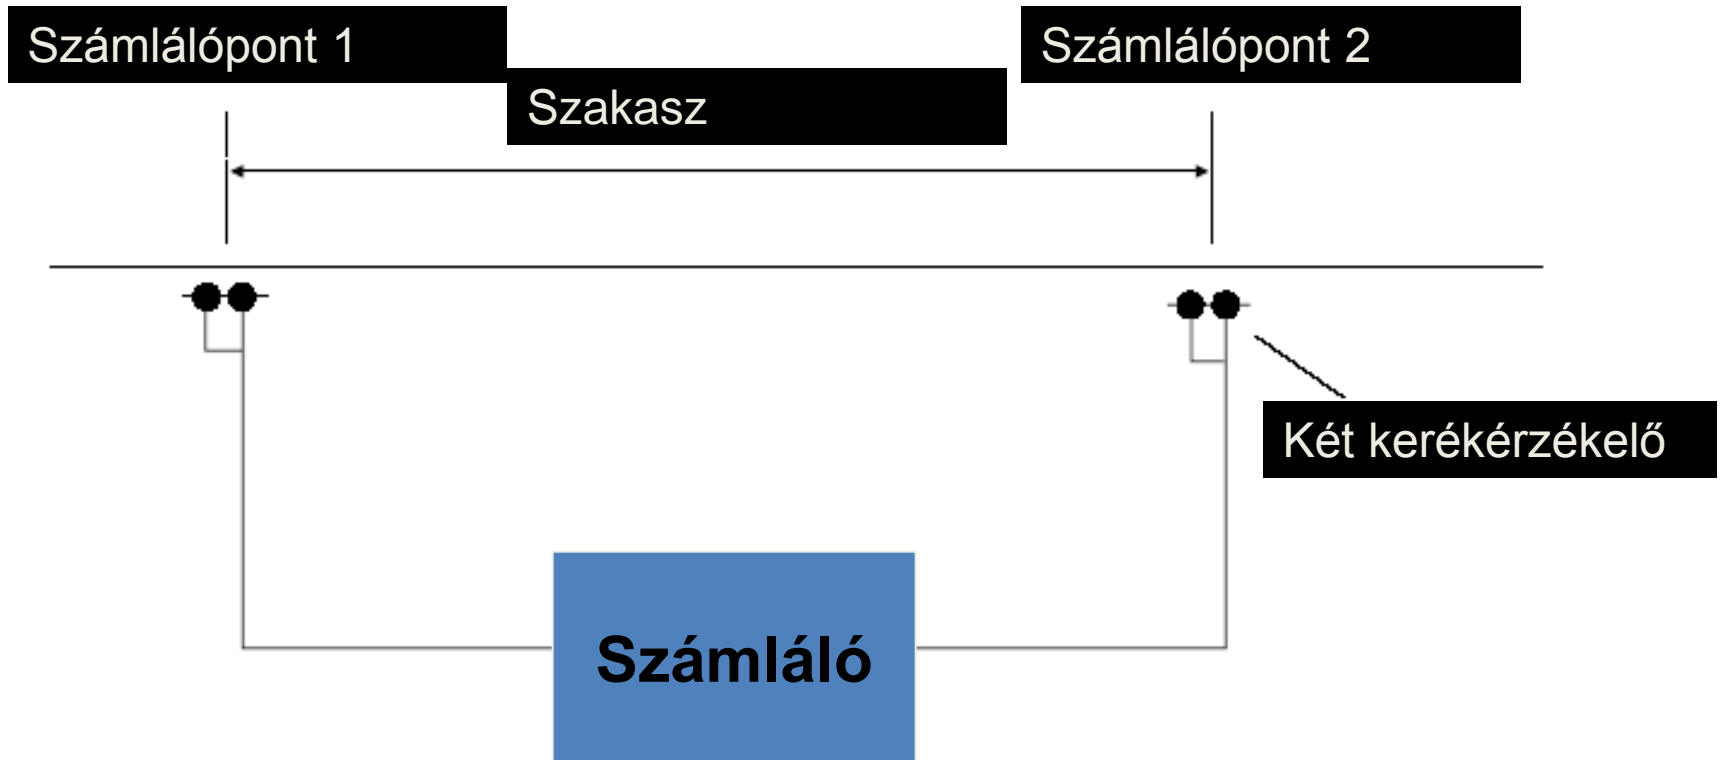 Számlálópont 1
Számlálópont 2
Szakasz
Két kerékérzékelő
Számláló